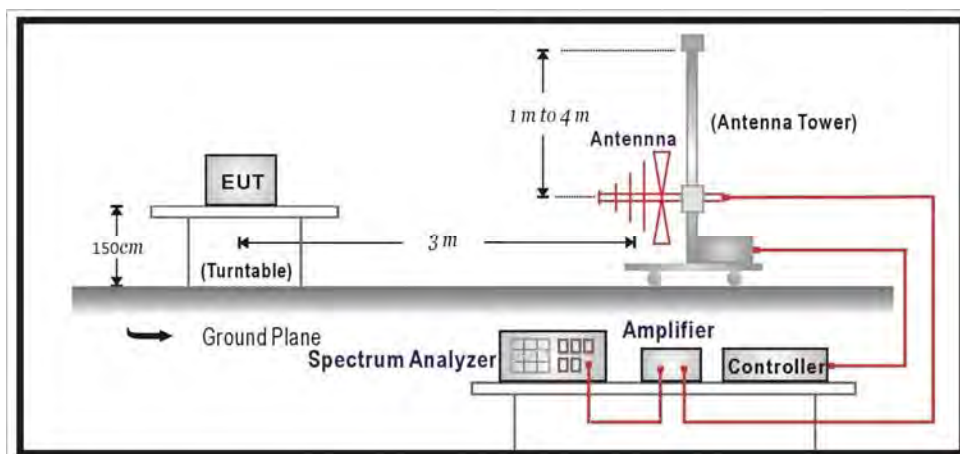 1 m to 4 m
(Antenna Tower)
Antennna
EUT
150cm
3 m
(Turntable)
Ground Plane
Amplifier
Spectrum Analyzer
Controller